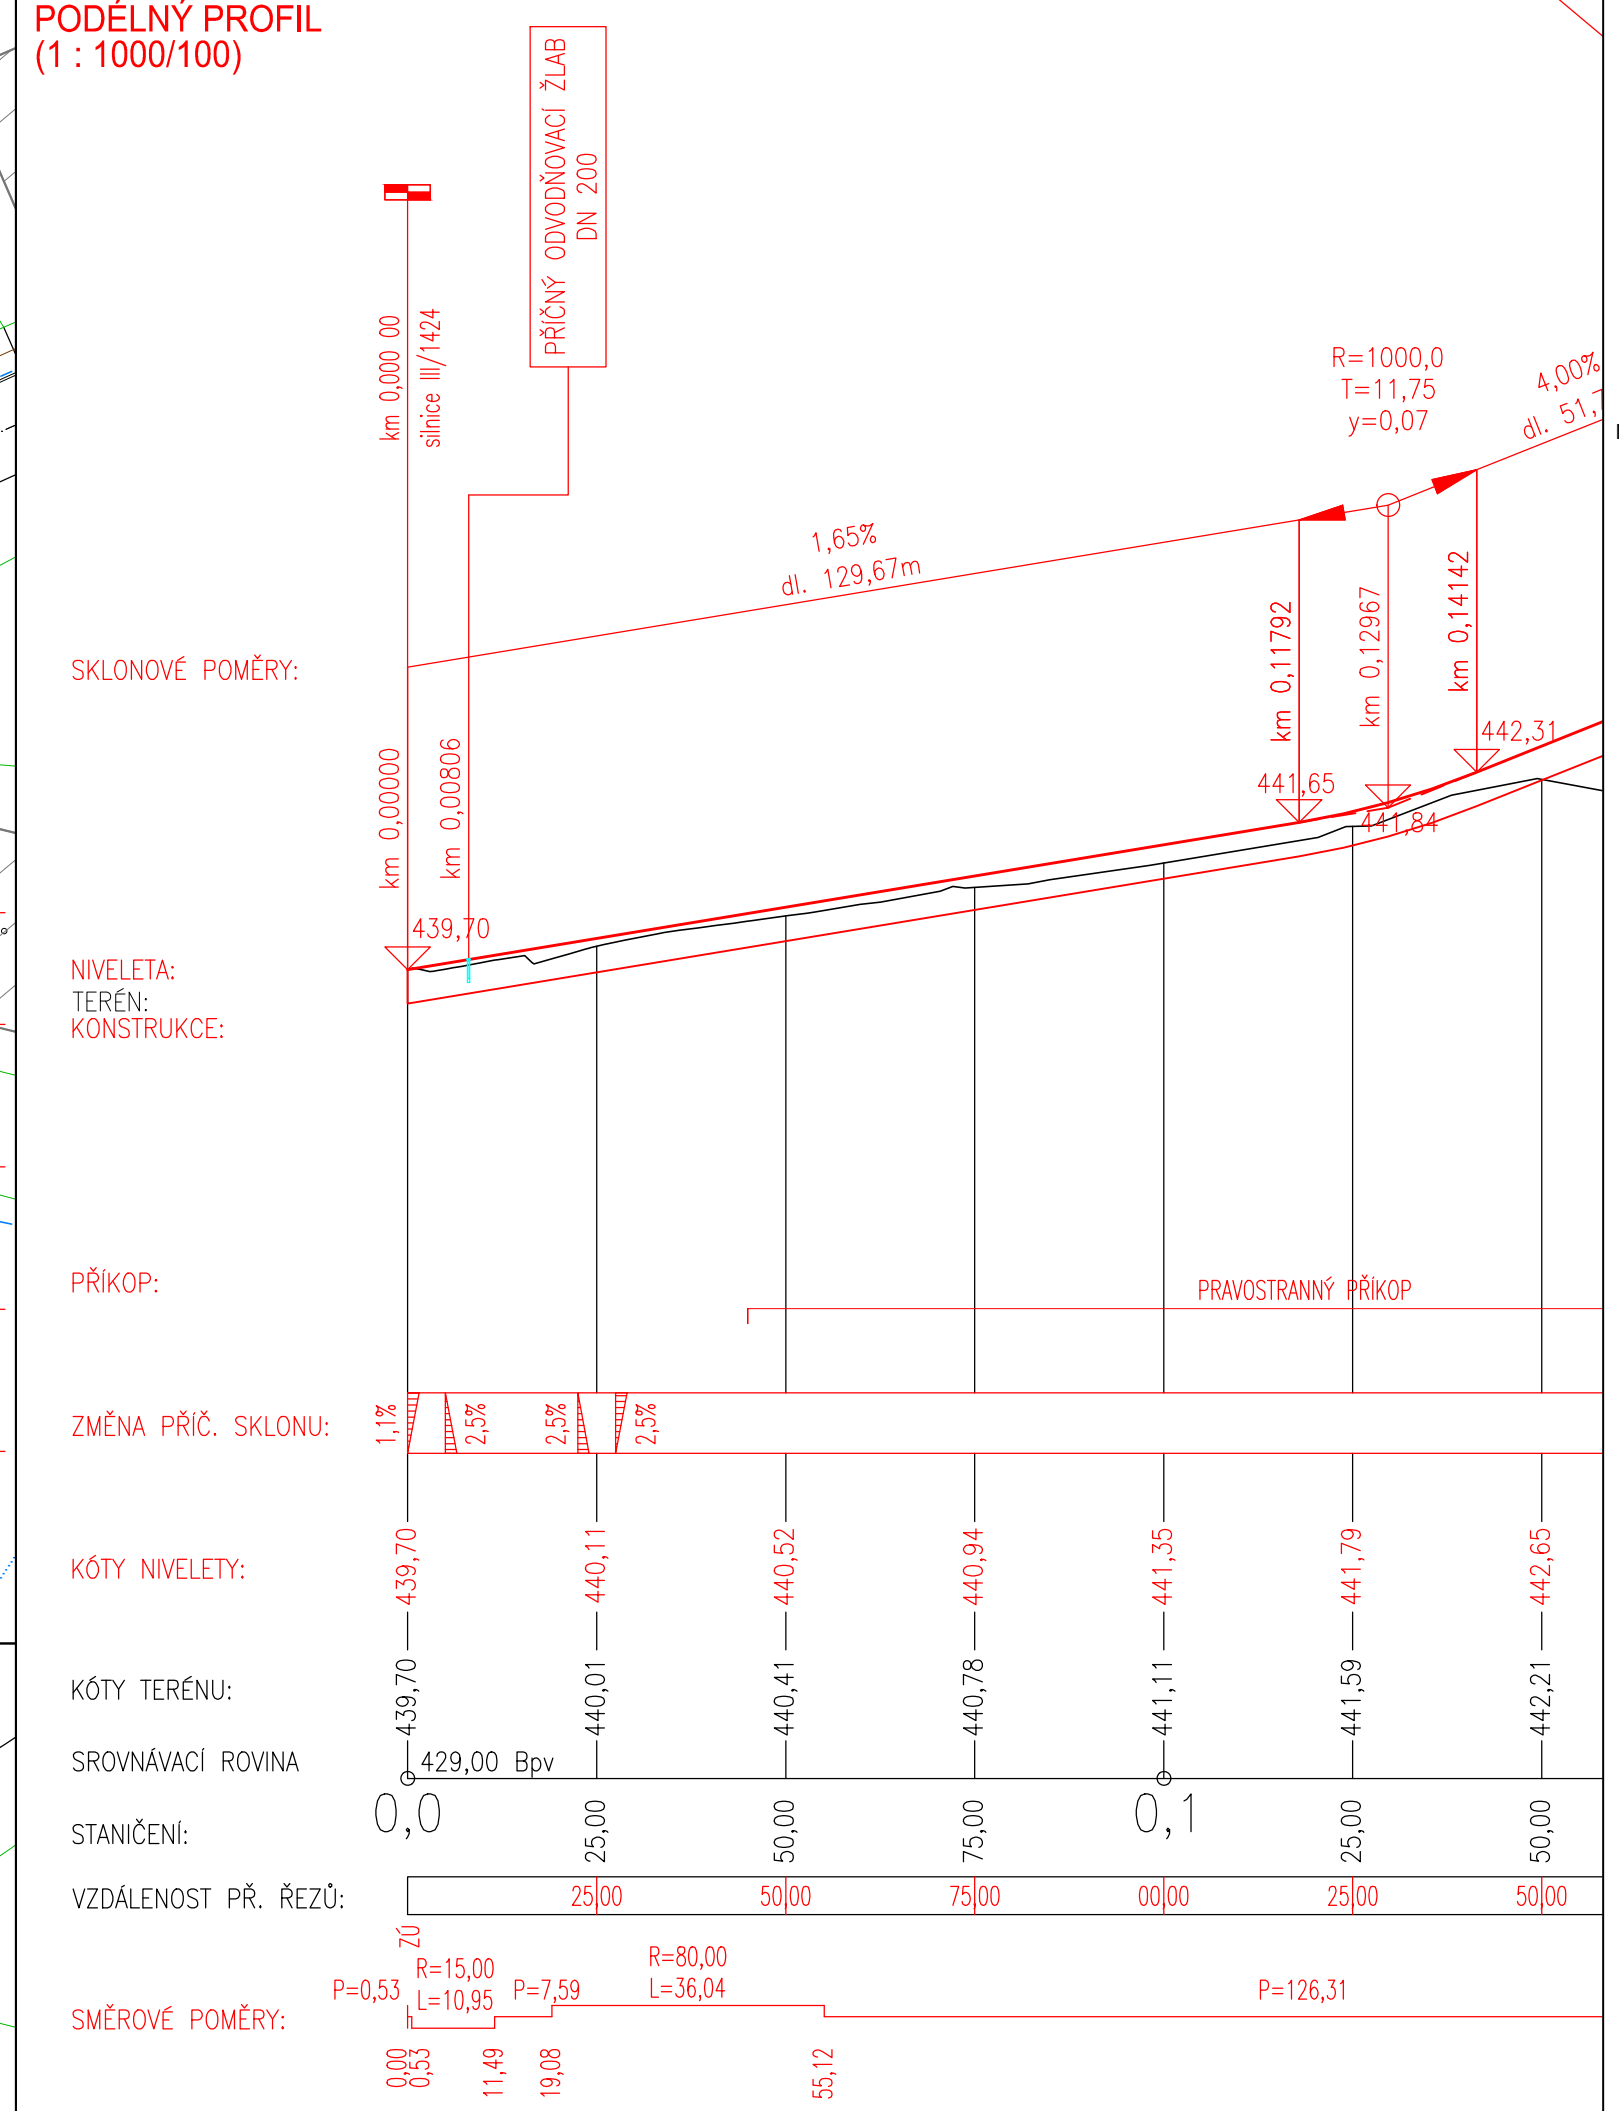 PODÉLNÝ PROFIL
(1 : 1000/100)
PŘÍČNÝ ODVODŇOVACÍ ŽLAB
DN 200
km 0,000 00
silnice III/1424
R=1000,0
T=11,75
y=0,07
4,00%
dl. 51,
1,65%
dl. 129,67m
km 0,11792
km 0,12967
km 0,14142
SKLONOVÉ POMĚRY:
km 0,00000
km 0,00806
442,31
441,65
441,84
439,70
NIVELETA:
TERÉN:
KONSTRUKCE:
PŘÍKOP:
PRAVOSTRANNÝ PŘÍKOP
ZMĚNA PŘÍČ. SKLONU:
1,1%
2,5%
2,5%
2,5%
KÓTY NIVELETY:
439,70
440,11
440,52
440,94
441,35
441,79
442,65
KÓTY TERÉNU:
439,70
440,01
440,41
440,78
441,11
441,59
442,21
SROVNÁVACÍ ROVINA
429,00 Bpv
STANIČENÍ:
0,0
25,00
50,00
75,00
0,1
25,00
50,00
VZDÁLENOST PŘ. ŘEZŮ:
25,00
50,00
75,00
00,00
25,00
50,00
ZÚ
SMĚROVÉ POMĚRY:
P=0,53
R=15,00
L=10,95
P=7,59
R=80,00
L=36,04
P=126,31
0,00
0,53
11,49
19,08
55,12